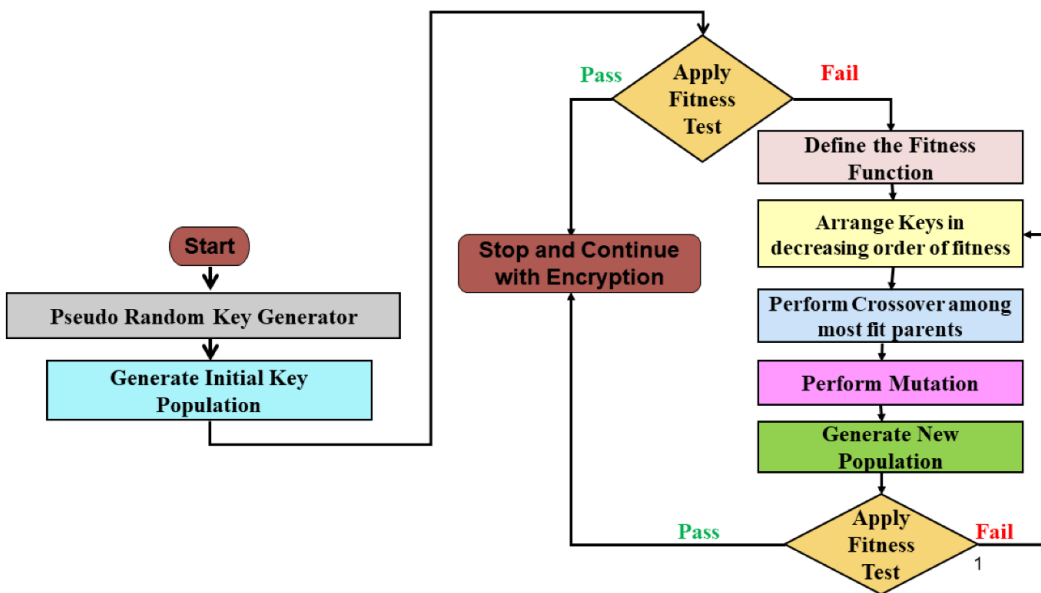 Start
Pseudo Random Key Generator
Generate Initial Key
Population
Pass
Apply
Fitness
Test
Fail
Stop and Continue
with Encryption
Define the Fitness
Function
Arrange Keys in
decreasing order of fitness
Perform Crossover among
most fit parents
Perform Mutation
Generate New
Population
Pass
Apply
Fitness
Test
Fail
1